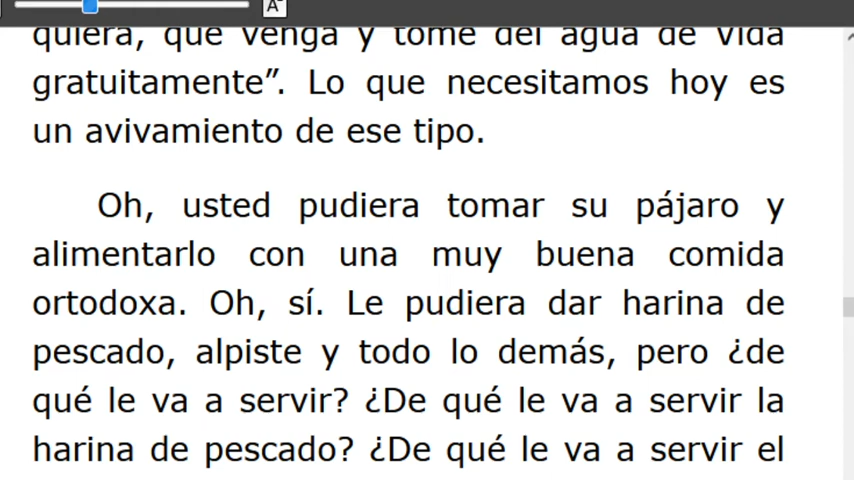 A
quiera, que venga y tome del agua de Vida
gratuitamente”. Lo que necesitamos hoy es
un avivamiento de ese tipo.
Oh, usted pudiera tomar su pájaro y
alimentarlo con una muy buena comida
ortodoxa. Oh, sí. Le pudiera dar harina de
pescado, alpiste y todo lo demás, pero ¿de
qué le va a servir? ¿De qué le va a servir la
harina de pescado? ¿De qué le va a servir el